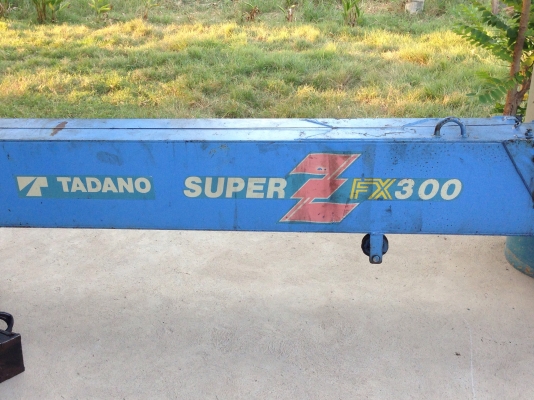 TADANO SUPER Z FX300